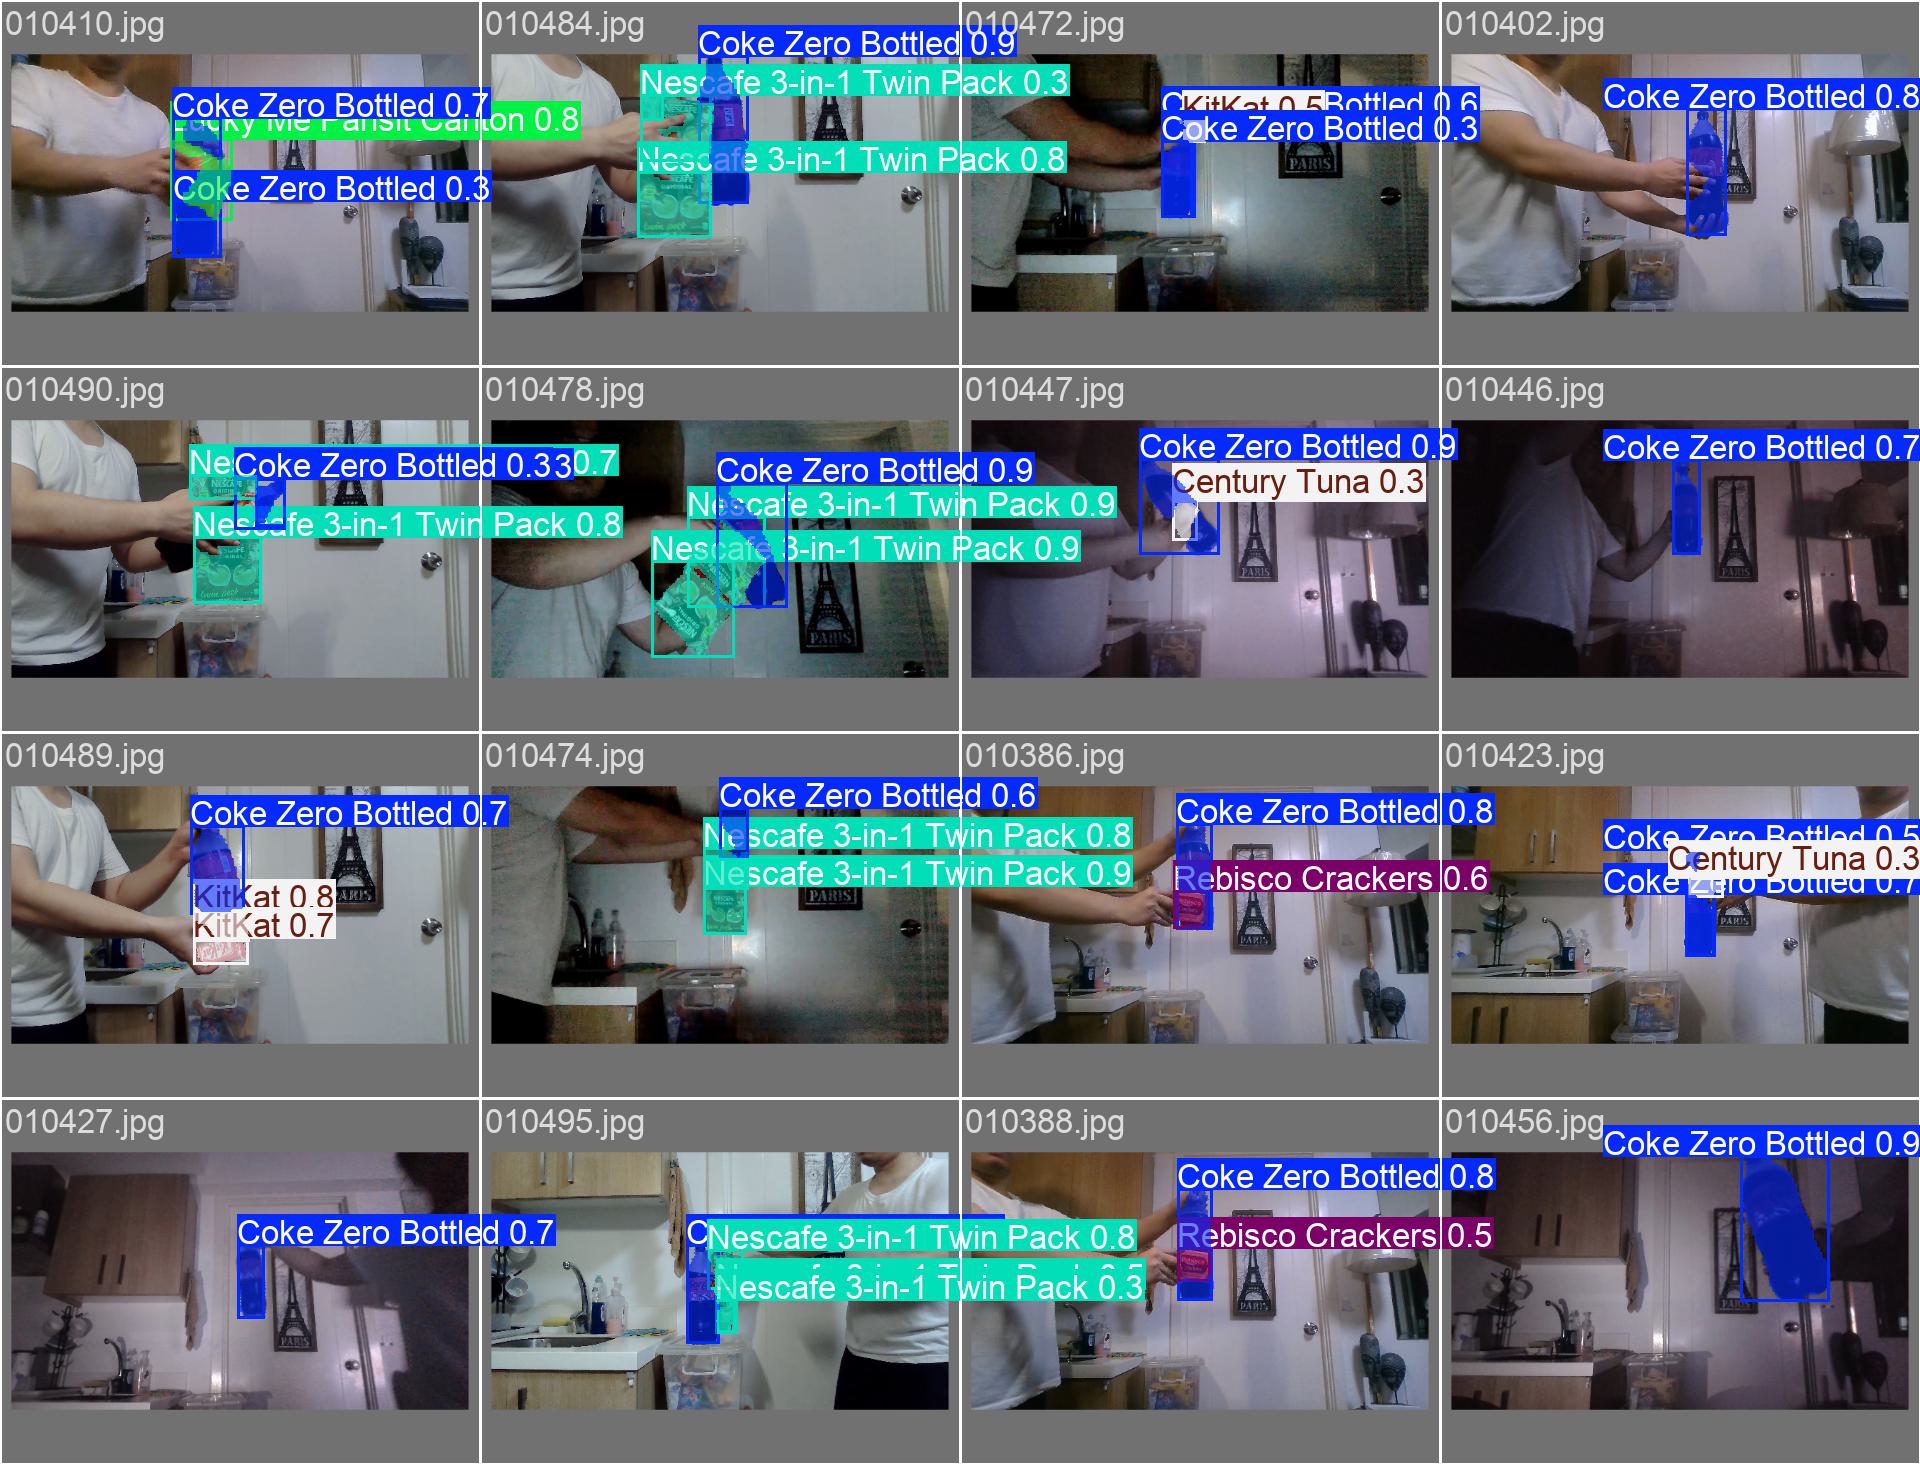 010410.jpg
Coke Zero Bottled 0.7
Lucky Me Pansit Canton 0.8
Coke Zero Bottled 0.3
010484.jpg
Coke Zero Bottled 0.9
Nescafe 3-in-1 Twin Pack 0.3
Nescafe 3-in-1 Twin Pack 0.8
twin pack
010472.jpg
KitKat 0.5
Bottled 0.6
Coke Zero Bottled 0.3
PARIS
010402.jpg
Coke Zero Bottled 0.8
PARIS
010490.jpg
0.7
Coke Zero Bottled 0.33
Nescafe 3-in-1 Twin Pack 0.8
twin pack
010478.jpg
Coke Zero Bottled 0.9
Nescafe 3-in-1 Twin Pack 0.9
Nescafe 3-in-1 Twin Pack 0.9
PARIS
010447.jpg
Coke Zero Bottled 0.9
Century Tuna 0.3
PARIS
010446.jpg
Coke Zero Bottled 0.7
PARIS
010489.jpg
Coke Zero Bottled 0.7
KitKat 0.8
KitKat 0.7
PARIS
010474.jpg
Coke Zero Bottled 0.6
Nescafe 3-in-1 Twin Pack 0.8
Nescafe 3-in-1 Twin Pack 0.9
PARIS
010386.jpg
Coke Zero Bottled 0.8
Rebisco Crackers 0.6
PARIS
010423.jpg
Coke Zero Bottled 0.5
Century Tuna 0.3
Coke Zero Bottled 0.7
PARIS
010427.jpg
Coke Zero Bottled 0.7
PARIS
010495.jpg
Nescafe 3-in-1 Twin Pack 0.8
Nescafe 3-in-1 Twin Pack 0.3
010388.jpg
Coke Zero Bottled 0.8
Rebisco Crackers 0.5
PARIS
010456.jpg
Coke Zero Bottled 0.9